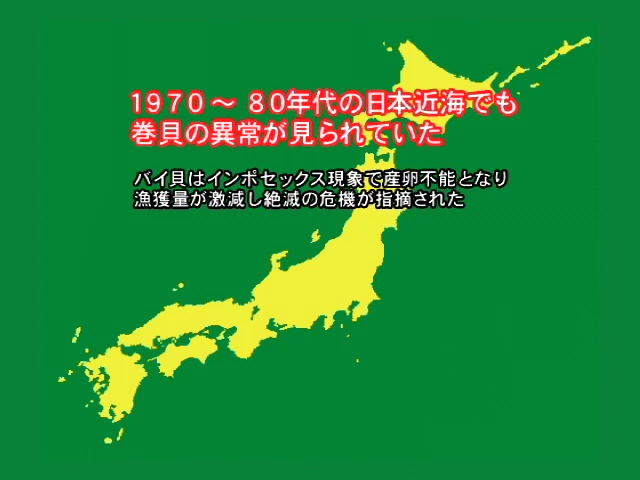 １９７０～８０年代の日本近海でも
巻貝の異常が見られていた
バイ貝はインポセックス現象で産卵不能となり
漁獲量が激減し絶滅の危機が指摘された